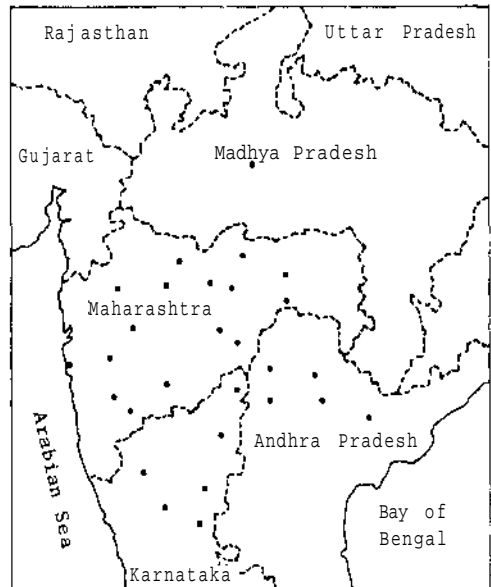 Rajasthan
Uttar Pradesh
Gujarat
Madhya Pradesh
Maharashtra
Arabian Sea
Andhra Pradesh
Bay of
Bengal
Karnataka